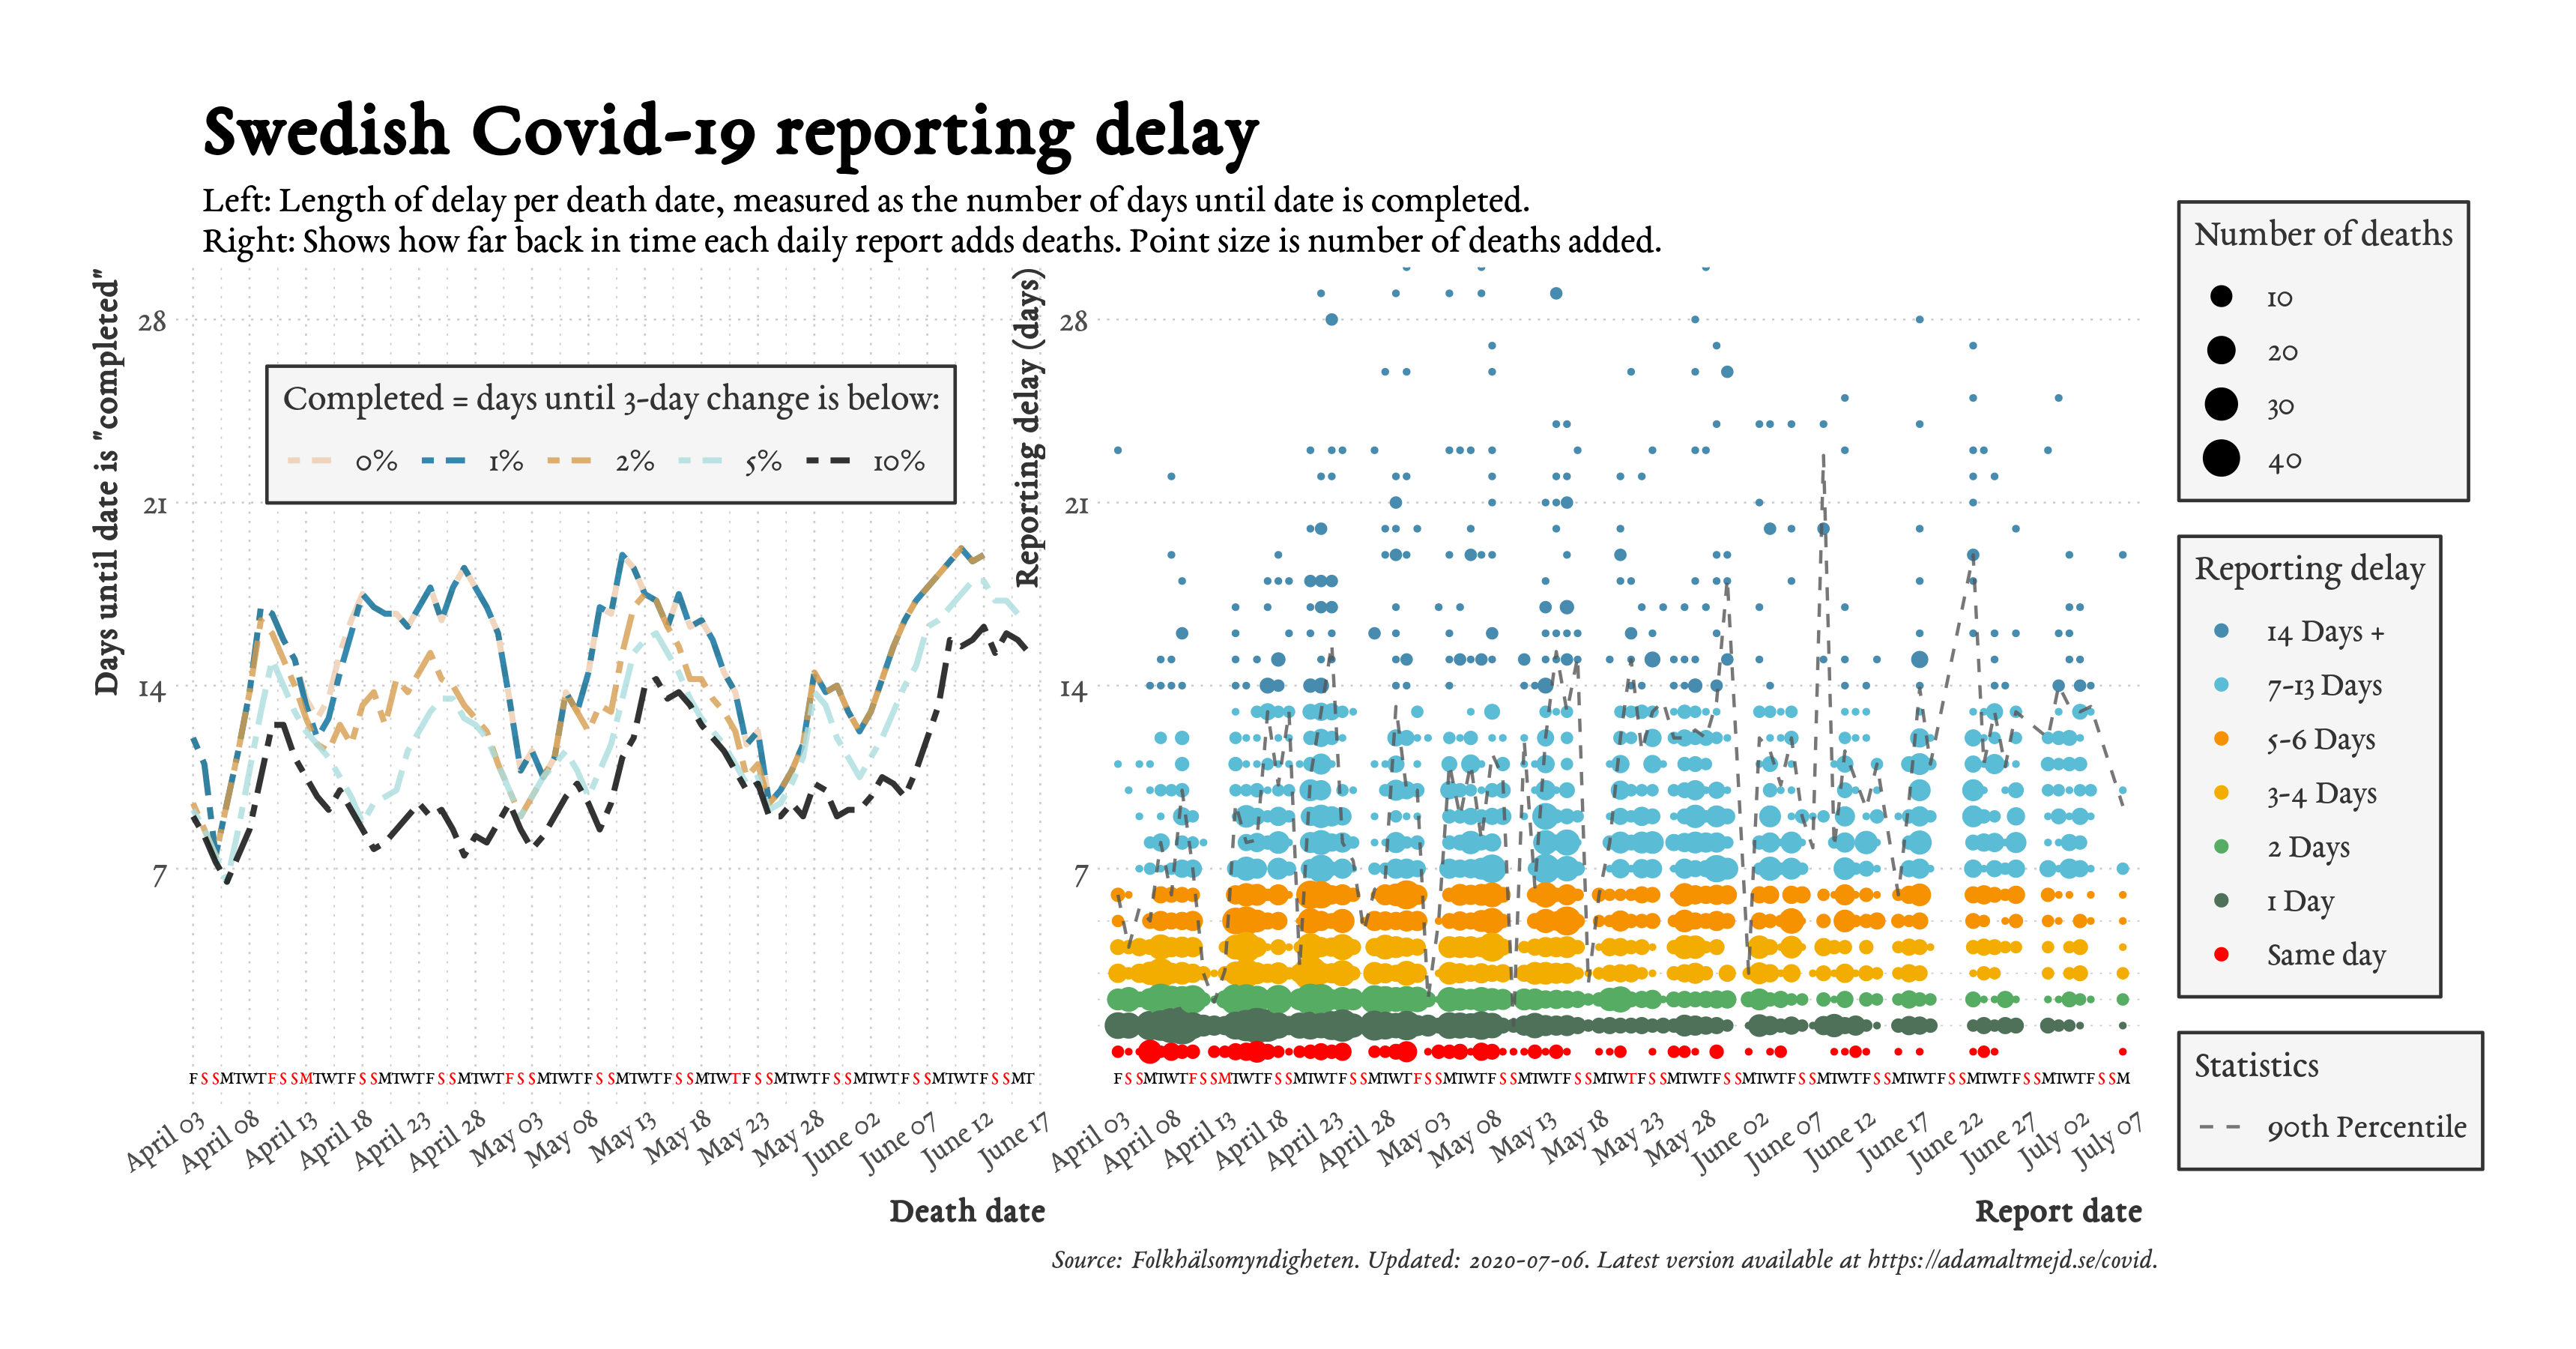 Swedish Covid-19 reporting delay
Left: Length of delay per death date, measured as the number of days until date is completed.
Right: Shows how far back in time each daily report adds deaths. Point size is number of deaths added.
Days until date is "completed"
28
21
14
7
Completed = days until 3-day change is below:
0% 1% 2% 5% 10%
FSSMTWTFSSMTWTFSSMTWTFSSMTWTFSSMTWTFSSMTWTFSSMTWTFSSMTWTFSSMTWTFSSMTWTFSSMT
April 03 April 08 April 13 April 18 April 23 April 28 May 03 May 08 May 13 May 18 May 23 May 28 June 02 June 07 June 12 June 17
Death date
Reporting delay (days)
28
21
14
7
FSSMTWTFSSMTWTFSSMTWTFSSMTWTFSSMTWTFSSMTWTFSSMTWTFSSMTWTFSSMTWTFSSMTWTFSSMTWTFSSMTWTFSSMTWTFSSM
April 03 April 08 April 13 April 18 April 23 April 28 May 03 May 08 May 13 May 18 May 23 May 28 June 02 June 07 June 12 June 17 June 22 June 27 July 02 July 07
Report date
Number of deaths
10
20
30
40
Reporting delay
14 Days +
7-13 Days
5-6 Days
3-4 Days
2 Days
1 Day
Same day
Statistics
90th Percentile
Source: Folkhälsomyndigheten. Updated: 2020-07-06. Latest version available at https://adamaltmejd.se/covid.